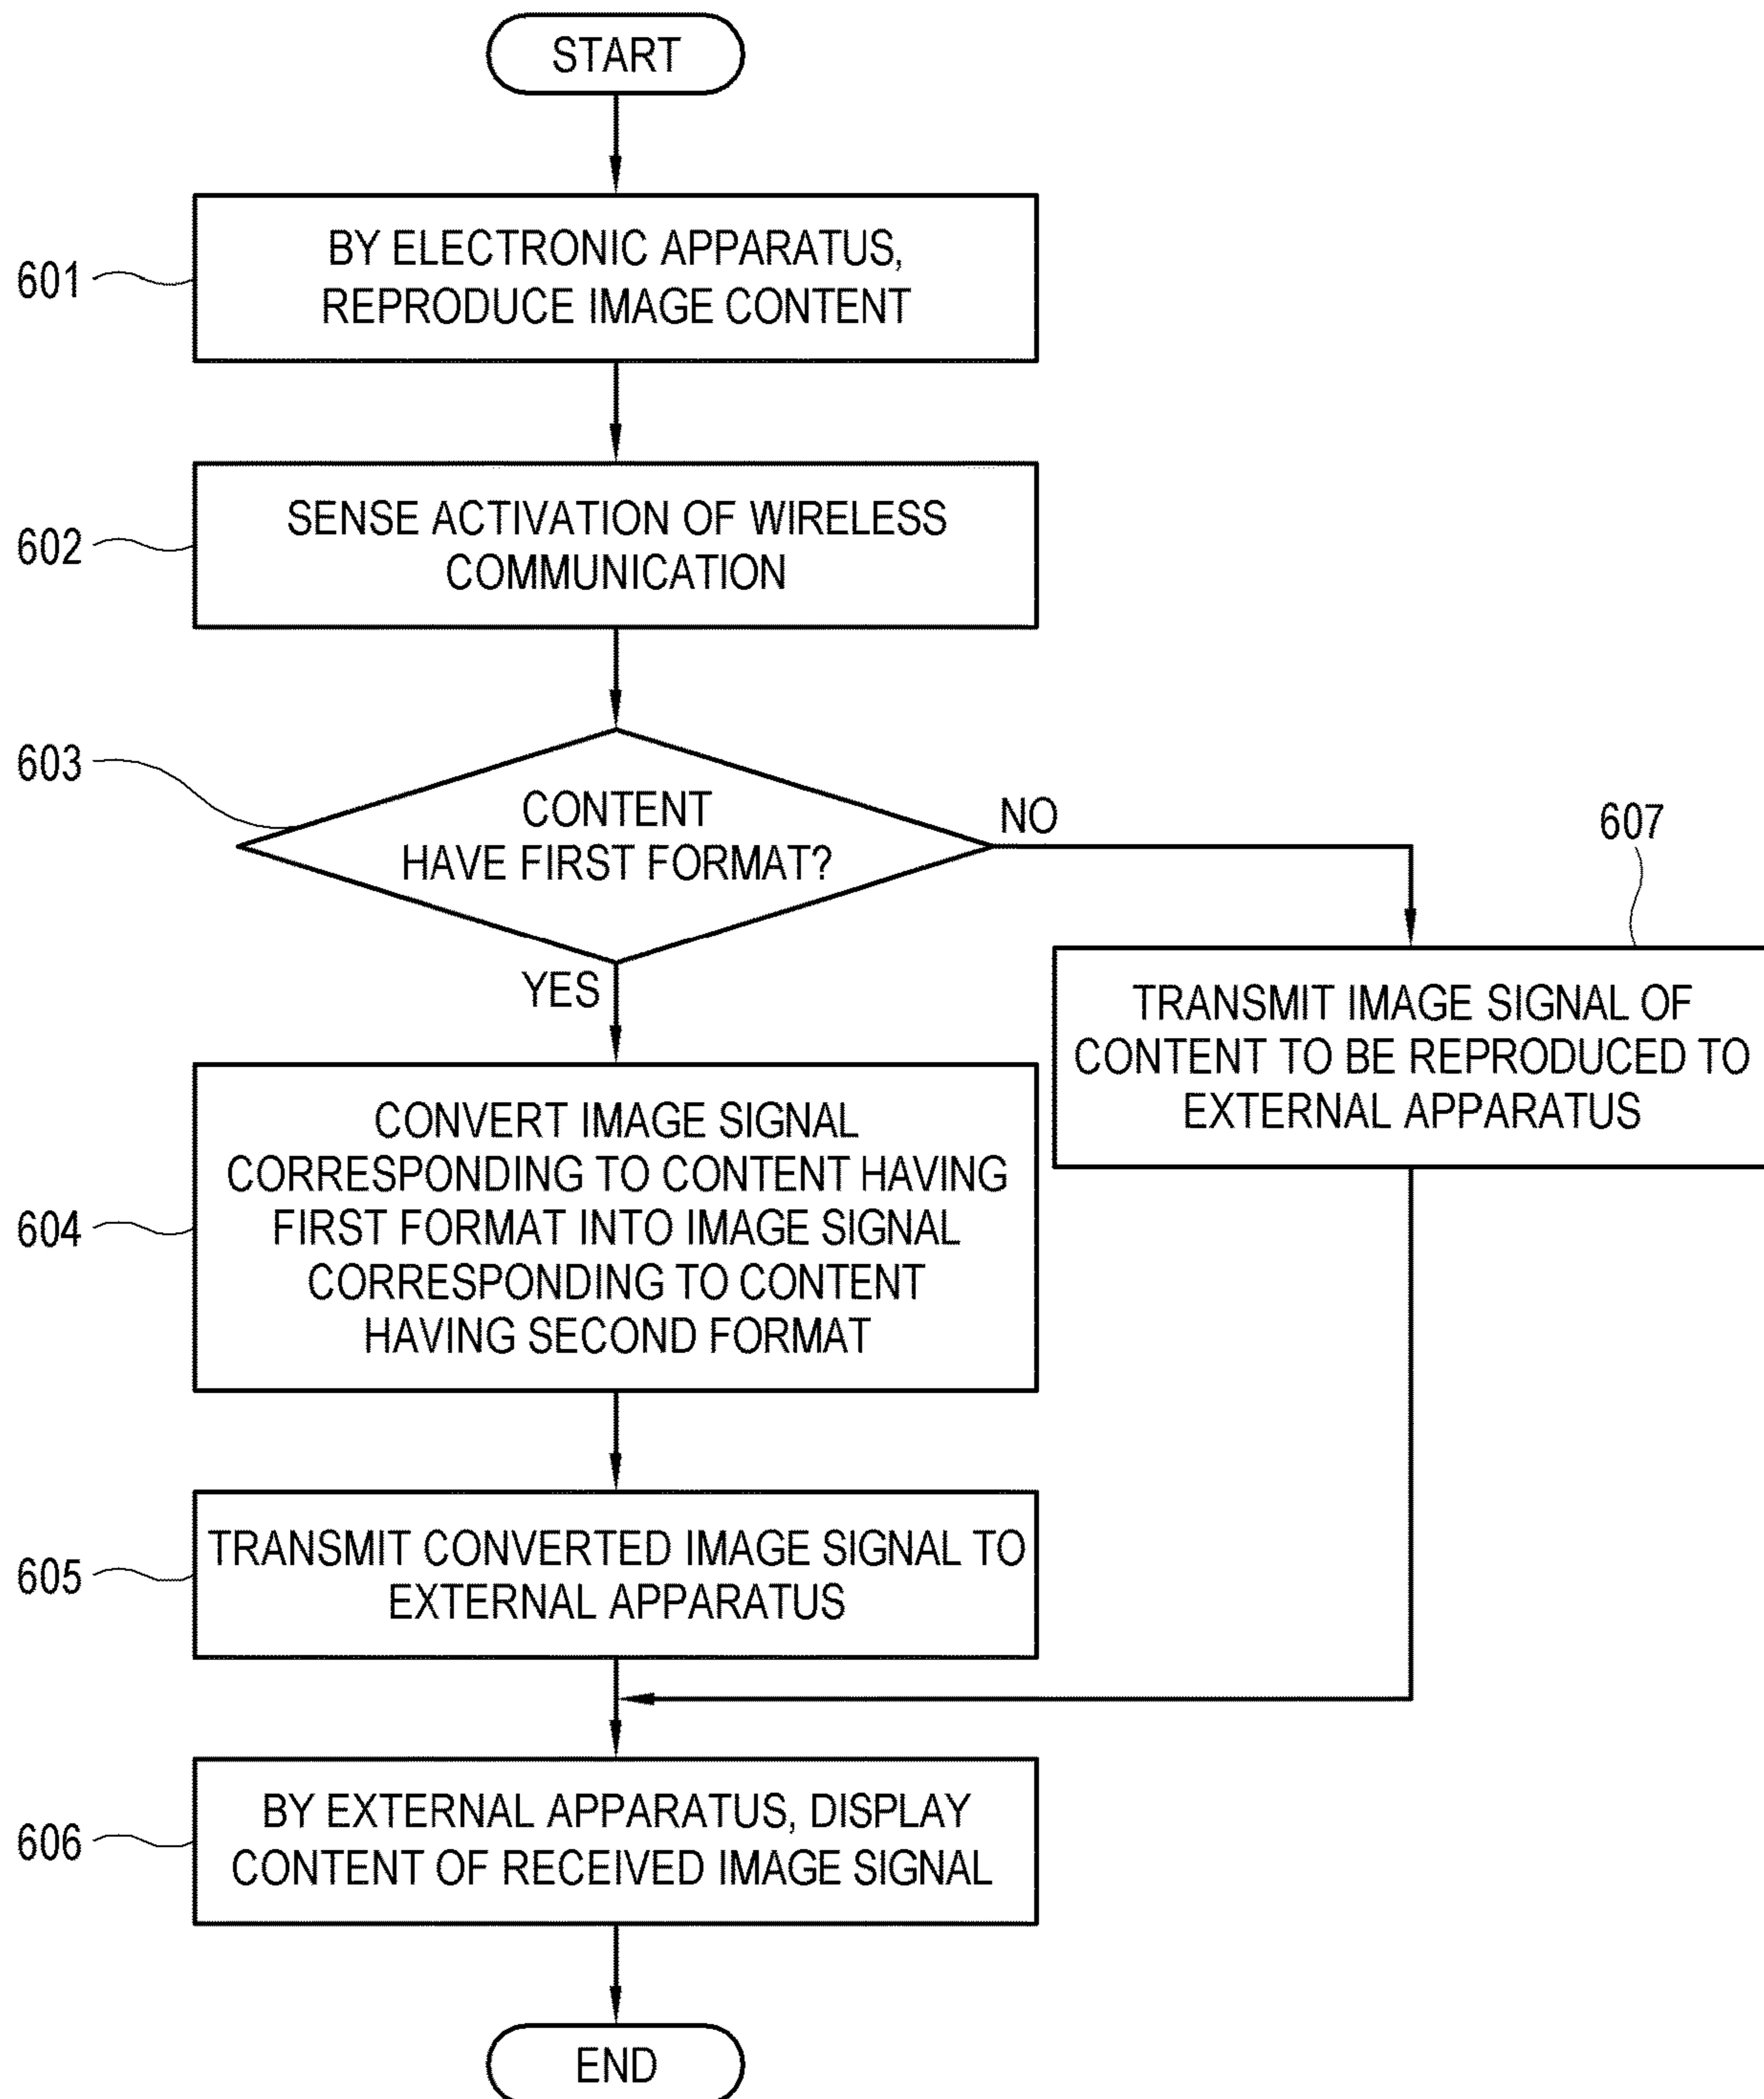 START
601
BY ELECTRONIC APPARATUS,
REPRODUCE IMAGE CONTENT
602
SENSE ACTIVATION OF WIRELESS
COMMUNICATION
603
CONTENT
HAVE FIRST FORMAT?
NO
YES
607
TRANSMIT IMAGE SIGNAL OF
CONTENT TO BE REPRODUCED TO
EXTERNAL APPARATUS
604
CONVERT IMAGE SIGNAL
CORRESPONDING TO CONTENT HAVING
FIRST FORMAT INTO IMAGE SIGNAL
CORRESPONDING TO CONTENT
HAVING SECOND FORMAT
605
TRANSMIT CONVERTED IMAGE SIGNAL TO
EXTERNAL APPARATUS
606
BY EXTERNAL APPARATUS, DISPLAY
CONTENT OF RECEIVED IMAGE SIGNAL
END